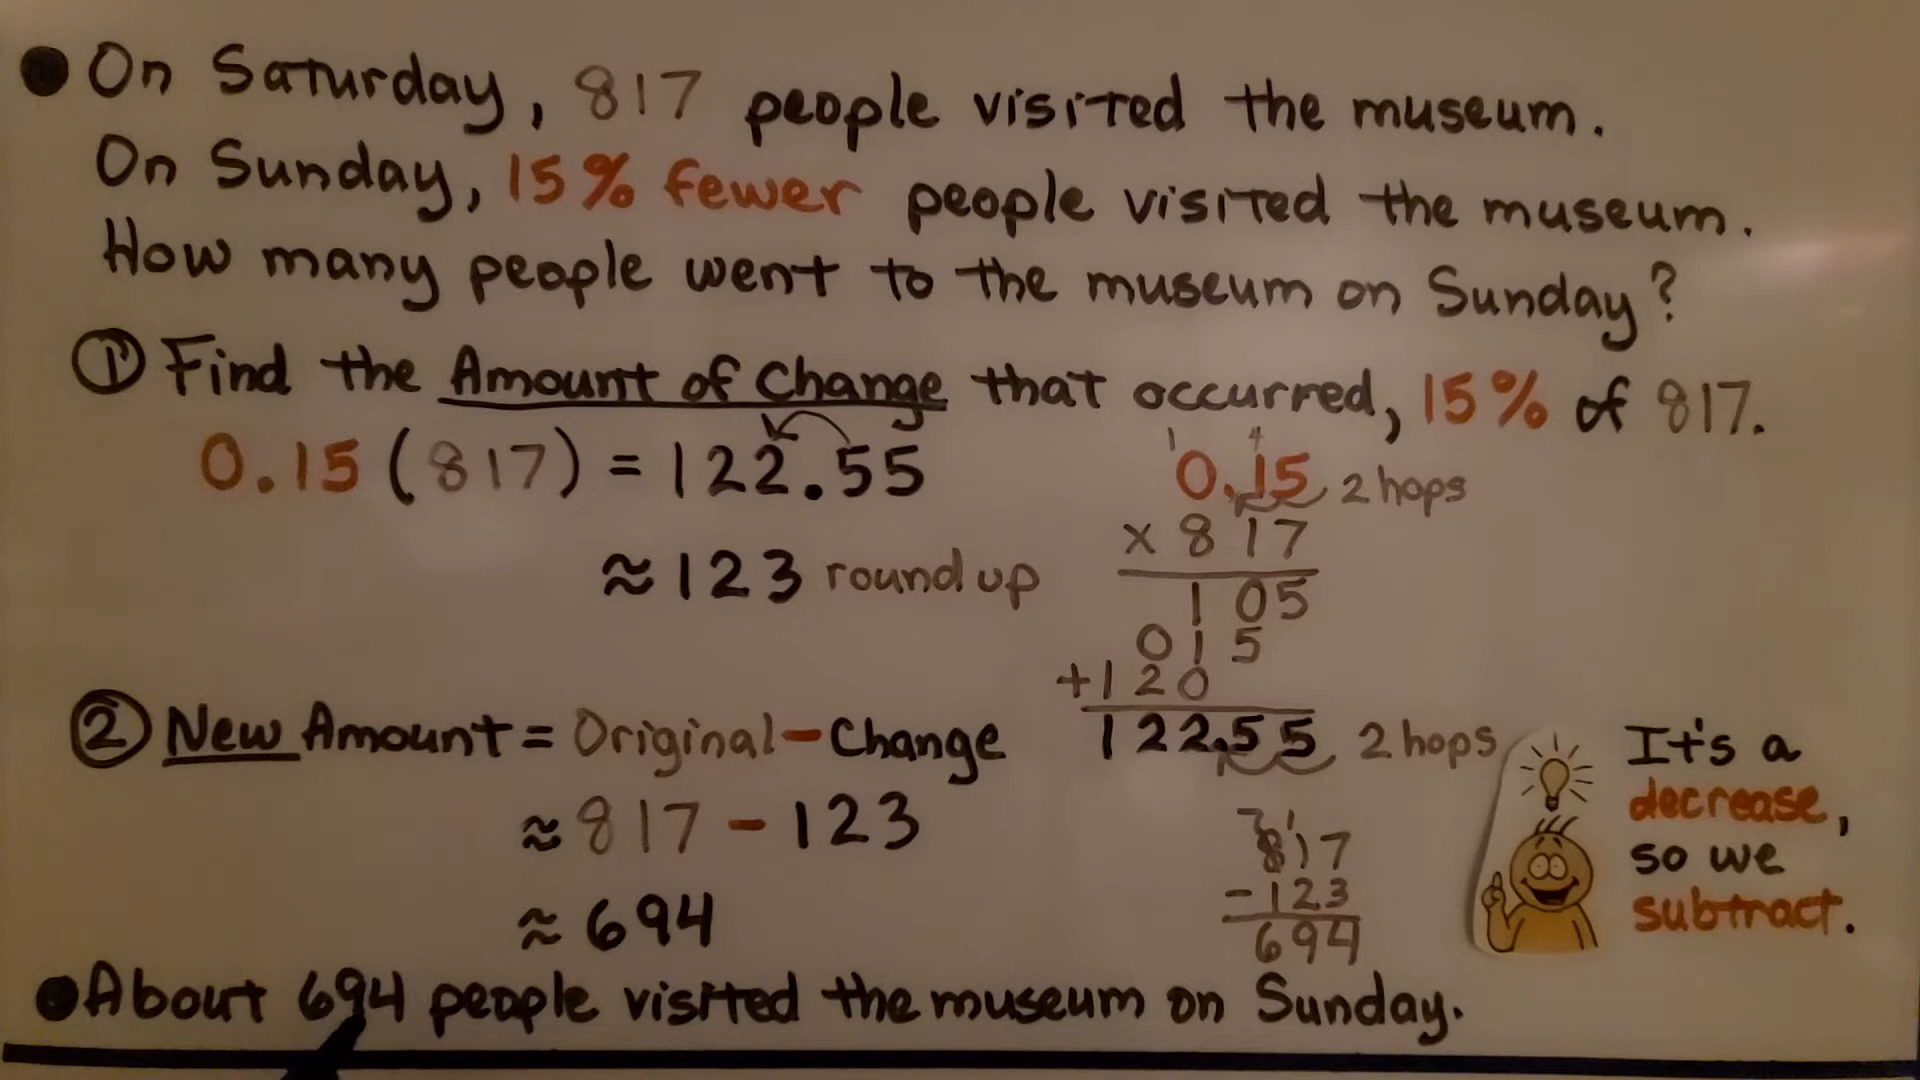 On Saturday, 817 people visited the museum.
On Sunday, 15% fewer people visited the museum.
How many people went to the museum on Sunday?
① Find the Amount of Change that occurred, 15% of 817.
0.15 (817) = 122.55
≈ 123 round up
1 4
0.15 2 hops
x 817
105
015
+120
122.55 2 hops
② New Amount = Original - Change
≈ 817 - 123
≈ 694
7 1
817
-123
694
It's a
decrease,
so we
subtract.
About 694 people visited the museum on Sunday.